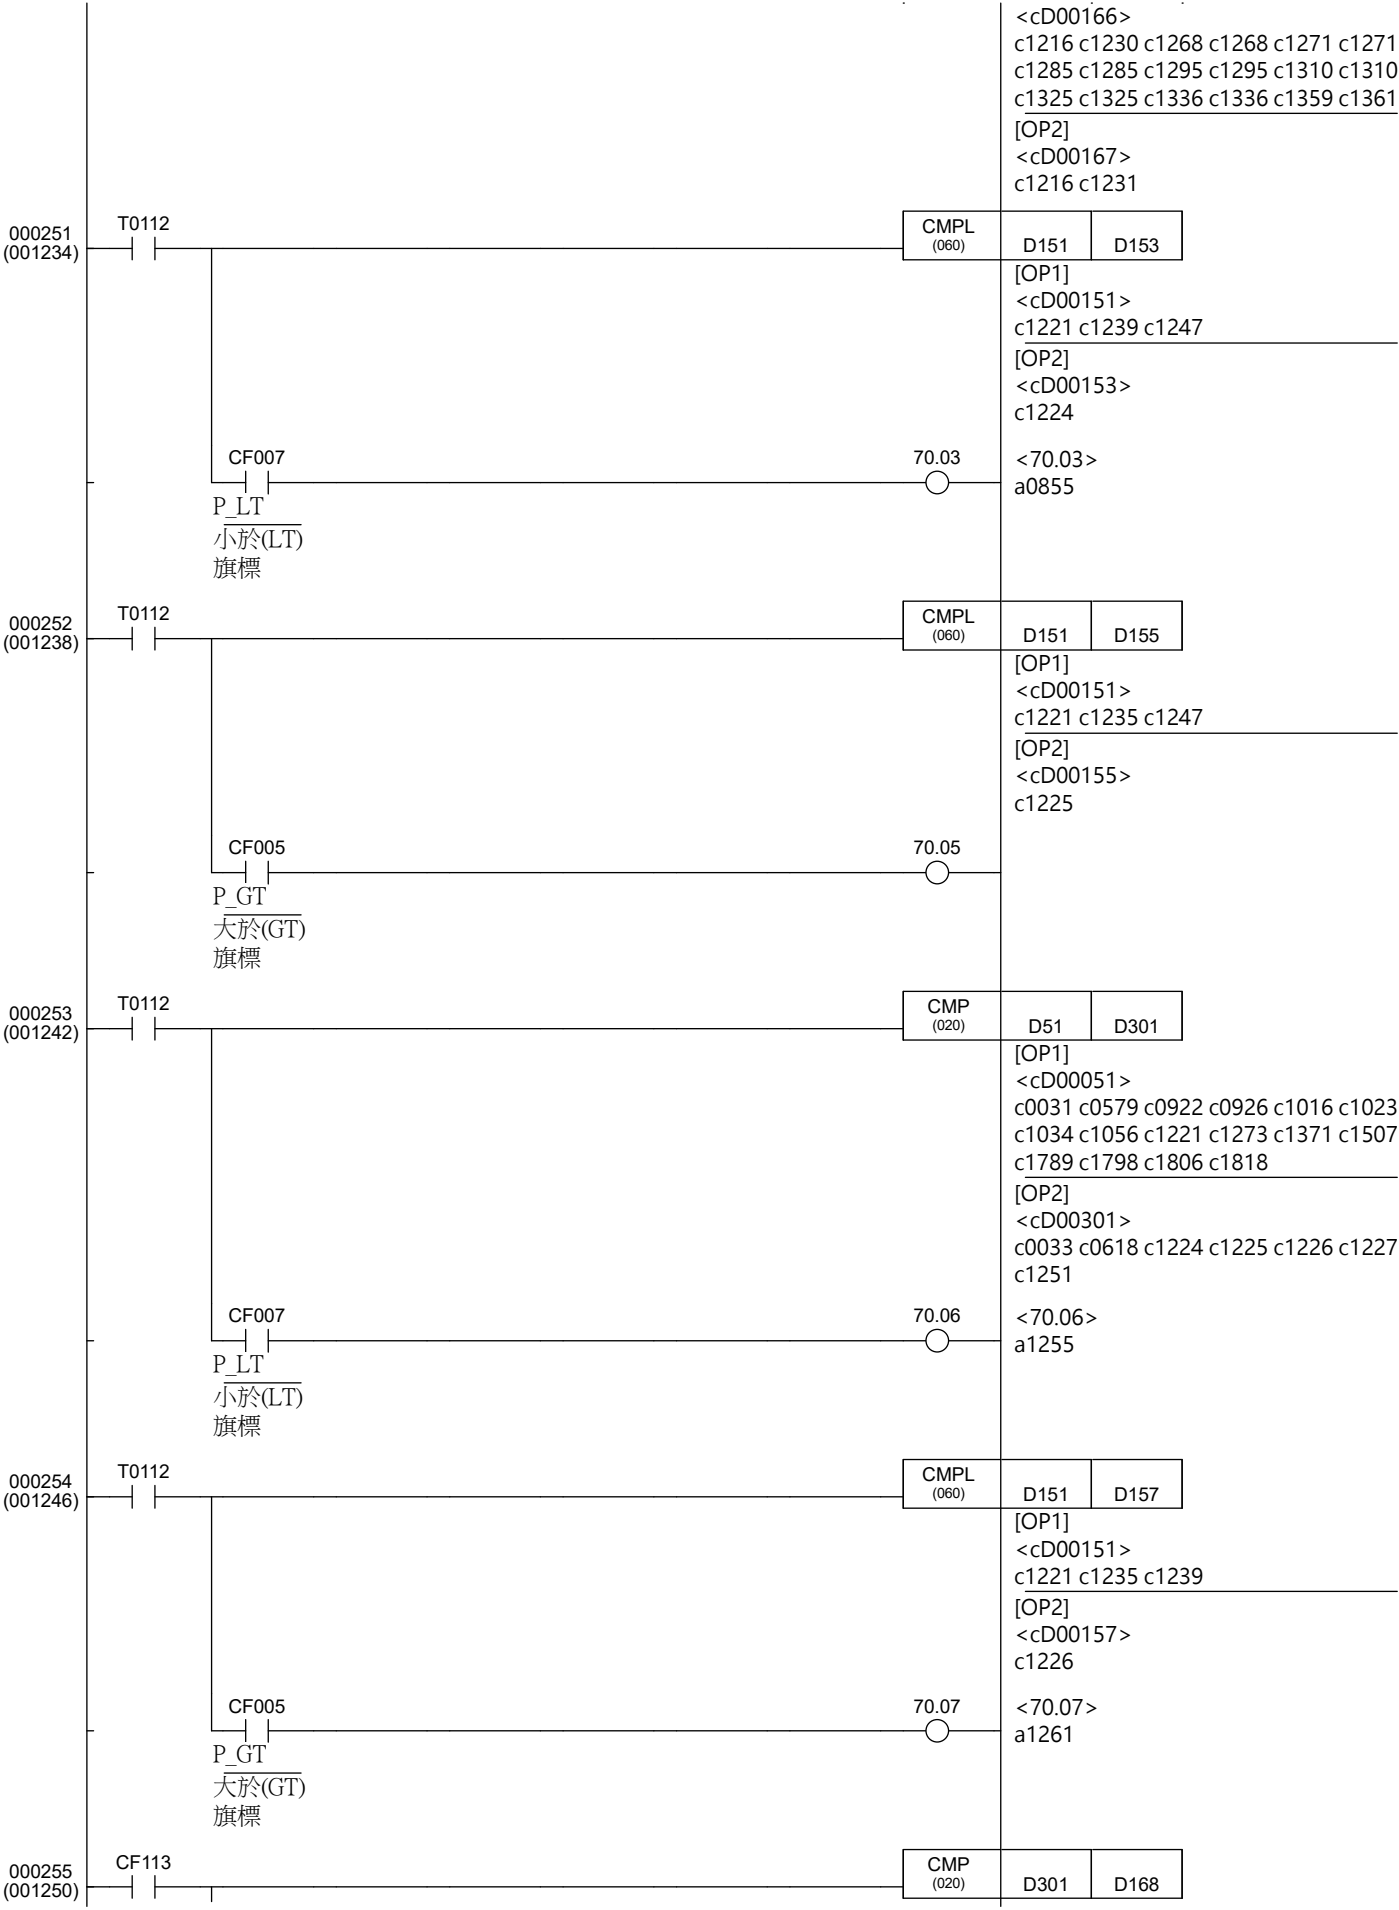 <cD00166>
c1216 c1230 c1268 c1268 c1271 c1271
c1285 c1285 c1295 c1295 c1310 c1310
c1325 c1325 c1336 c1336 c1359 c1361
[OP2]
<cD00167>
c1216 c1231
000251
(001234)
T0112
CMPL
(060)
D151 D153
[OP1]
<cD00151>
c1221 c1239 c1247
[OP2]
<cD00153>
c1224
CF007
70.03
<70.03>
a0855
P_LT
小於(LT)
旗標
000252
(001238)
T0112
CMPL
(060)
D151 D155
[OP1]
<cD00151>
c1221 c1235 c1247
[OP2]
<cD00155>
c1225
CF005
70.05
P_GT
大於(GT)
旗標
000253
(001242)
T0112
CMP
(020)
D51 D301
[OP1]
<cD00051>
c0031 c0579 c0922 c0926 c1016 c1023
c1034 c1056 c1221 c1273 c1371 c1507
c1789 c1798 c1806 c1818
[OP2]
<cD00301>
c0033 c0618 c1224 c1225 c1226 c1227
c1251
CF007
70.06
<70.06>
a1255
P_LT
小於(LT)
旗標
000254
(001246)
T0112
CMPL
(060)
D151 D157
[OP1]
<cD00151>
c1221 c1235 c1239
[OP2]
<cD00157>
c1226
CF005
70.07
<70.07>
a1261
P_GT
大於(GT)
旗標
000255
(001250)
CF113
CMP
(020)
D301 D168